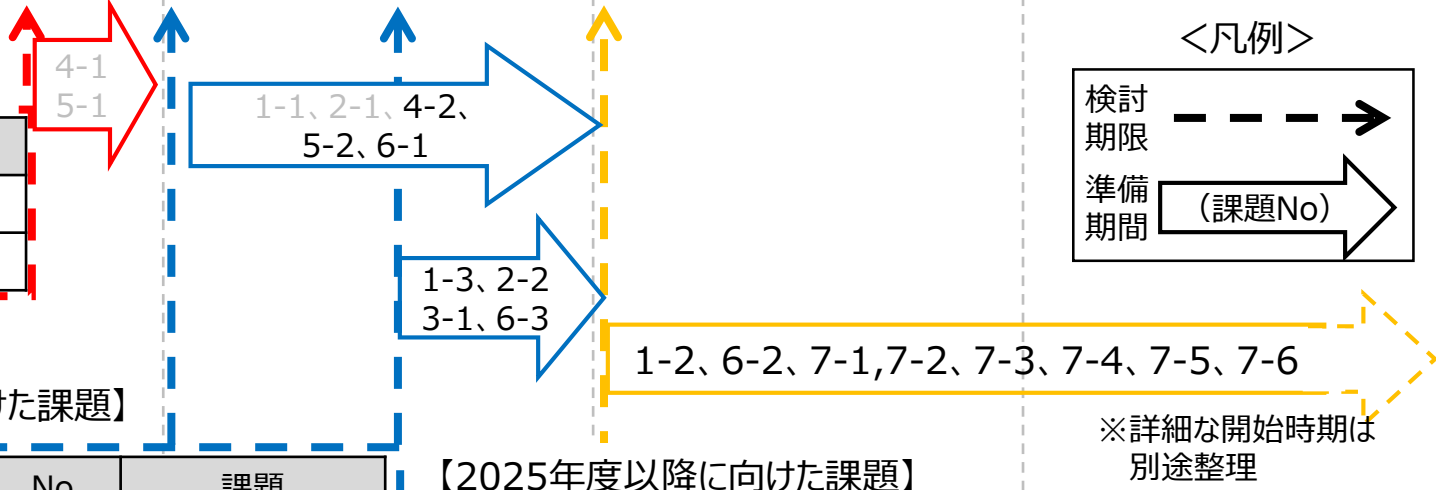 4-1
5-1
1-1、2-1、4-2、
5-2、6-1
1-3、2-2
3-1、6-3
1-2、6-2、7-1,7-2、7-3、7-4、7-5、7-6
＜凡例＞
検討
期限
準備
期間
（課題No）
※詳細な開始時期は
別途整理
けた課題】
No
課題
【2025年度以降に向けた課題】